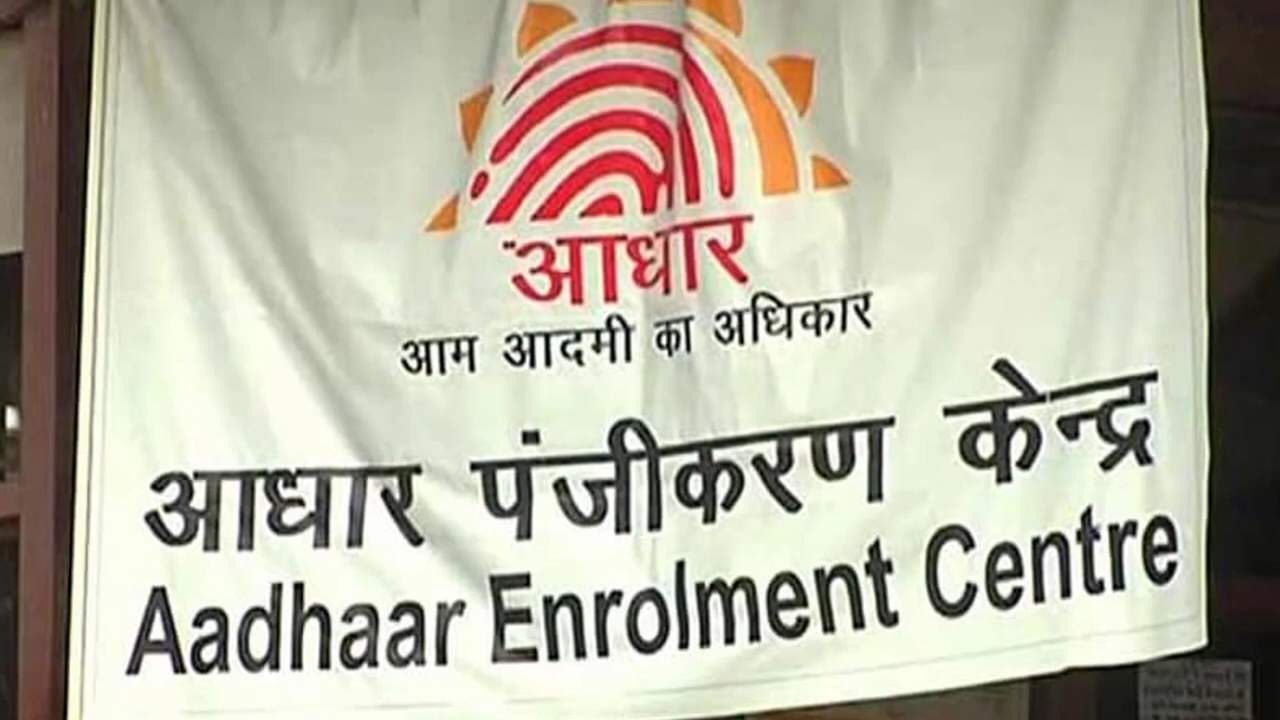 आधार
आम आदमी का अधिकार
आधार पंजीकरण केन्द्र
Aadhaar Enrolment Centre